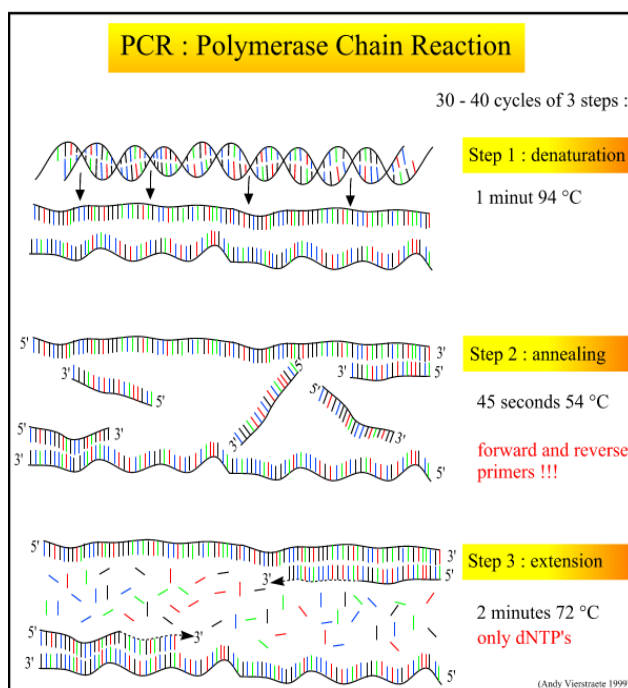 PCR : Polymerase Chain Reaction
30 - 40 cycles of 3 steps :
Step 1 : denaturation
1 minut 94 °C
5'
3'
Step 2 : annealing
3'
5'
5'
3'
5'
5'
3'
45 seconds 54 °C
5'
3'
3'
3'
forward and reverse
primers !!!
3'
5'
5'
3'
Step 3 : extension
3'
5'
2 minutes 72 °C
5'
3'
only dNTP's
3'
5'
(Andy Vierstraete 1999